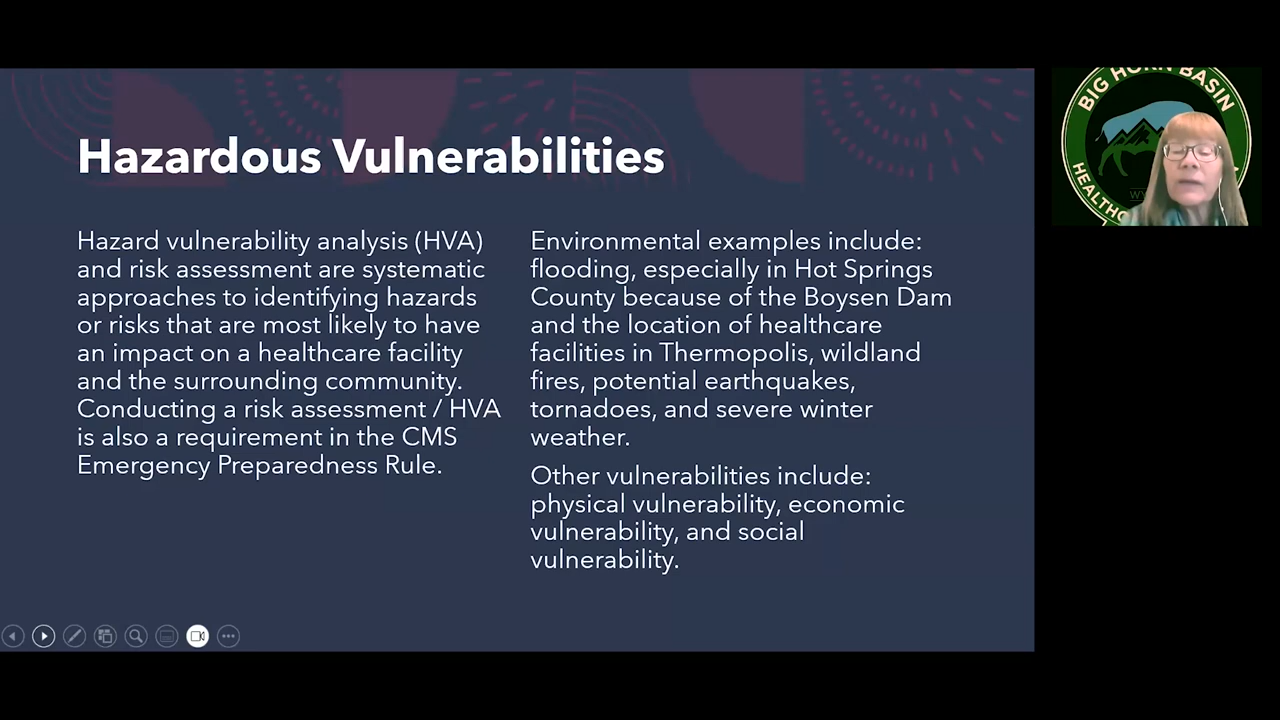 Hazardous Vulnerabilities
Hazard vulnerability analysis (HVA)
and risk assessment are systematic
approaches to identifying hazards
or risks that are most likely to have
an impact on a healthcare facility
and the surrounding community.
Conducting a risk assessment / HVA
is also a requirement in the CMS
Emergency Preparedness Rule.
Environmental examples include:
flooding, especially in Hot Springs
County because of the Boysen Dam
and the location of healthcare
facilities in Thermopolis, wildland
fires, potential earthquakes,
tornadoes, and severe winter
weather.
Other vulnerabilities include:
physical vulnerability, economic
vulnerability, and social
vulnerability.
BIG HORN BASIN